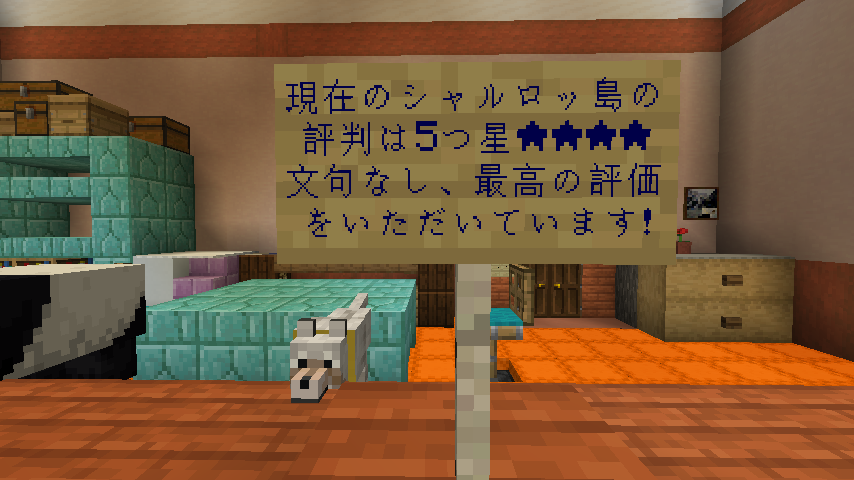 現在のシャルロッ島の
評判は5つ星★★★★
文句なし、最高の評価
をいただいています!